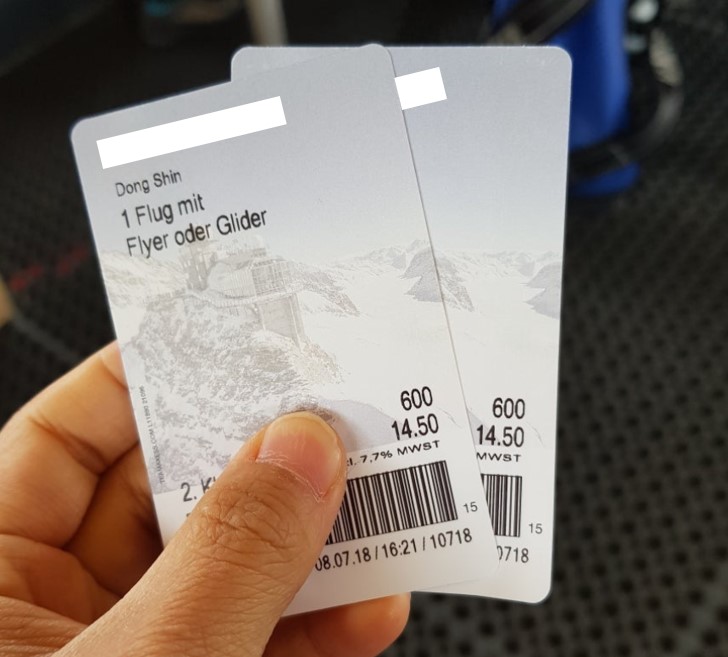 Dong Shin
1 Flug mit
Flyer oder Glider
600
14.50
7.7% MWST
2.
15
08.07.18 / 16:21 / 10718
600
14.50
MWST
15
0718